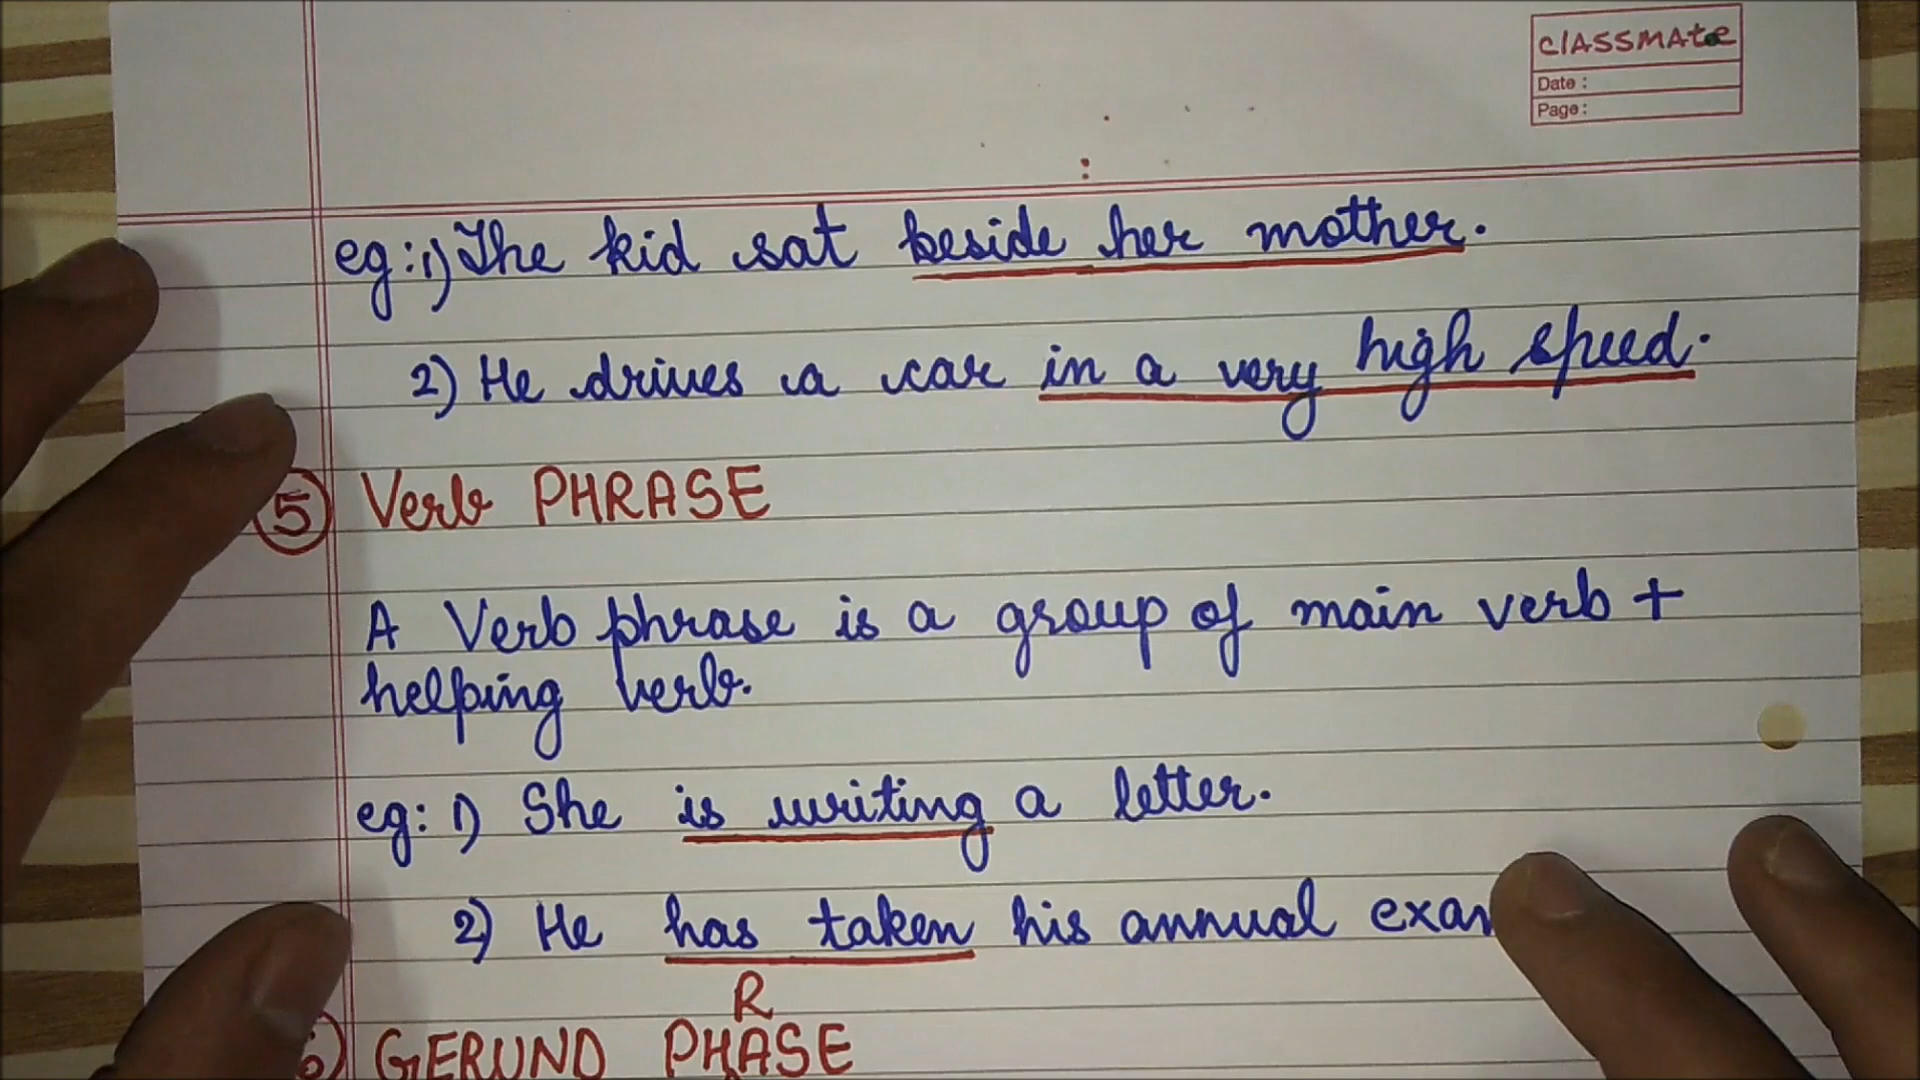 classmate
Date :
Page :
eg: 1) The kid sat beside her mother.
2) He drives a car in a very high speed.
5 Verb PHRASE
A Verb phrase is a group of main verb +
helping verb.
eg: 1) She is writing a letter.
2) He has taken his annual
R
GERUND PHASE